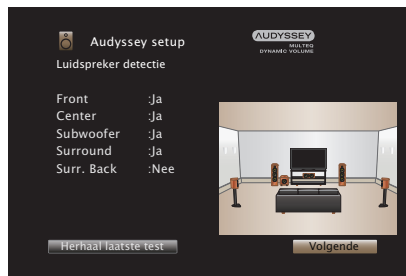 Audyssey setup
AUDYSSEY
MULTEQ
DYNAMIC VOLUME
Luidspreker detectie
Front :Ja
Center :Ja
Subwoofer :Ja
Surround :Ja
Surr. Back :Nee
Herhaal laatste test
Volgende